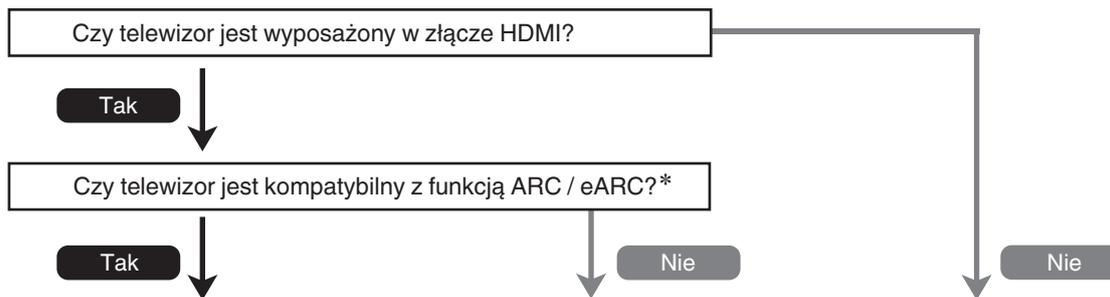 Czy telewizor jest wyposażony w złącze HDMI?
Tak
Czy telewizor jest kompatybilny z funkcją ARC / eARC?*
Tak
Nie
Nie